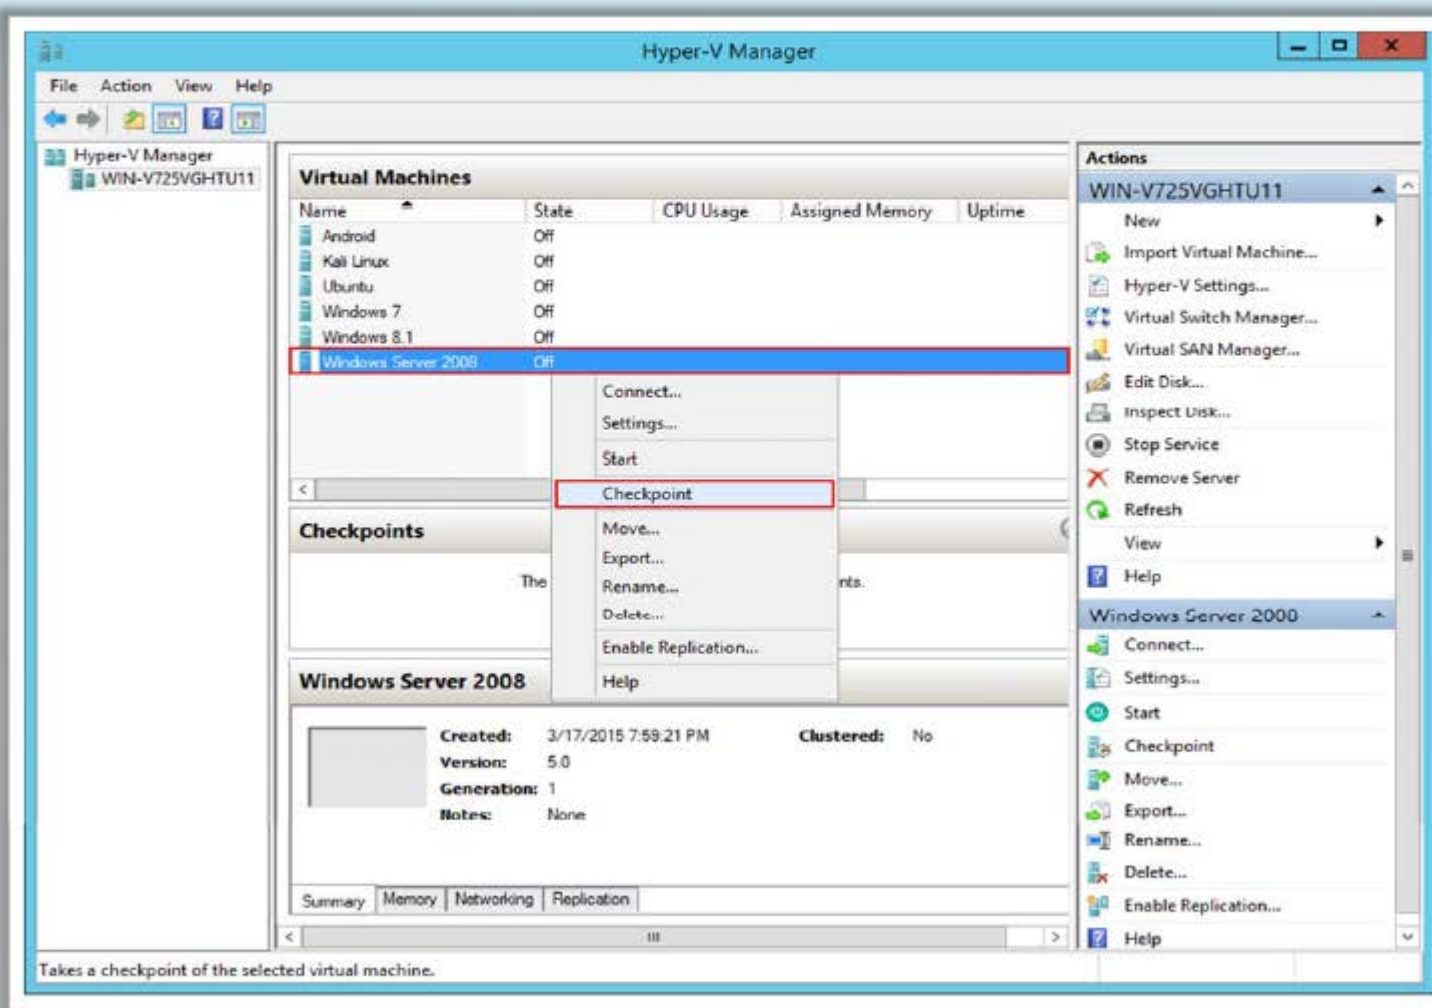 Hyper-V Manager
File Action View Help
Hyper-V Manager
WIN-V725VGHTU11
Virtual Machines
Name State CPU Usage Assigned Memory Uptime
Android Off
Kali Linux Off
Ubuntu Off
Windows 7 Off
Windows 8.1 Off
Windows Server 2008 Off
Connect...
Settings...
Start
Checkpoint
Move...
Export...
Rename...
Delete...
Enable Replication...
Help
Checkpoints
The nts.
Windows Server 2008
Created: 3/17/2015 7:59:21 PM Clustered: No
Version: 5.0
Generation: 1
Notes: None
Summary Memory Networking Replication
Actions
WIN-V725VGHTU11
New
Import Virtual Machine...
Hyper-V Settings...
Virtual Switch Manager...
Virtual SAN Manager...
Edit Disk...
Inspect Disk...
Stop Service
Remove Server
Refresh
View
Help
Windows Server 2008
Connect...
Settings...
Start
Checkpoint
Move...
Export...
Rename...
Delete...
Enable Replication...
Help
Takes a checkpoint of the selected virtual machine.